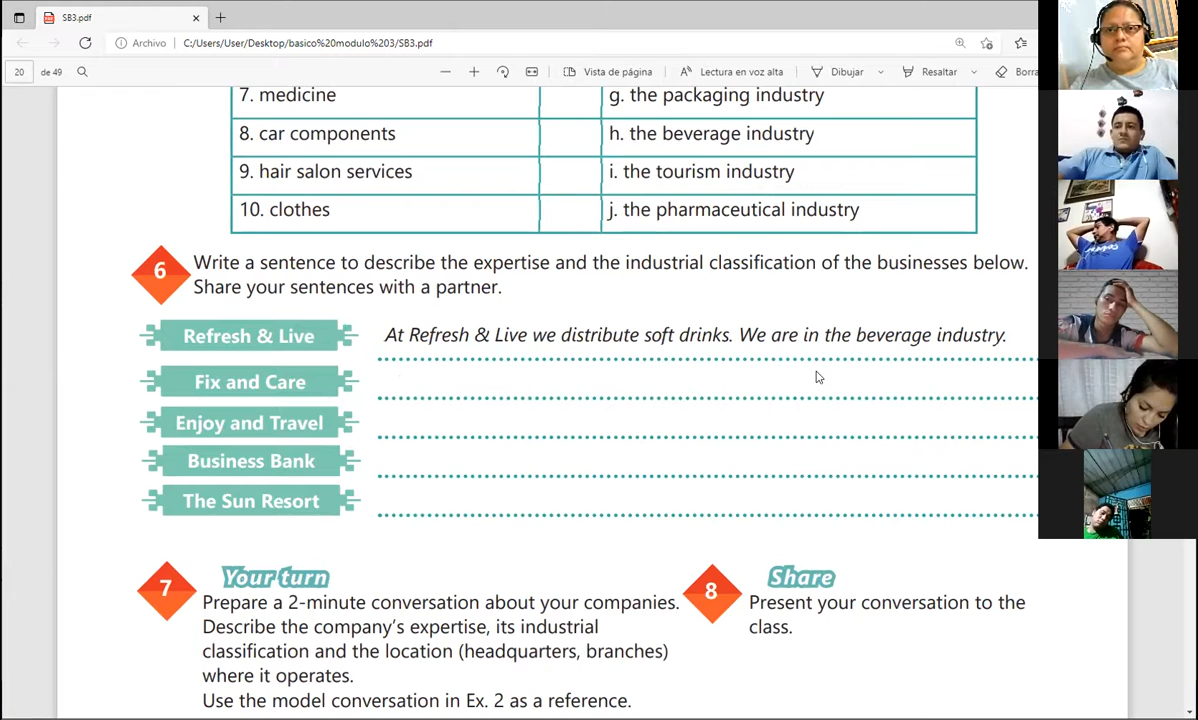 SB3.pdf
Archivo
C:/Users/User/Desktop/basico%20modulo%203/SB3.pdf
20 de 49
Vista de página
Lectura en voz alta
Dibujar
Resaltar
Borra
7. medicine
g. the packaging industry
8. car components
h. the beverage industry
9. hair salon services
i. the tourism industry
10. clothes
j. the pharmaceutical industry
6 Write a sentence to describe the expertise and the industrial classification of the businesses below.
Share your sentences with a partner.
Refresh & Live
At Refresh & Live we distribute soft drinks. We are in the beverage industry.
Fix and Care
Enjoy and Travel
Business Bank
The Sun Resort
7 Your turn
Prepare a 2-minute conversation about your companies.
Describe the company's expertise, its industrial
classification and the location (headquarters, branches)
where it operates.
Use the model conversation in Ex. 2 as a reference.
8 Share
Present your conversation to the
class.